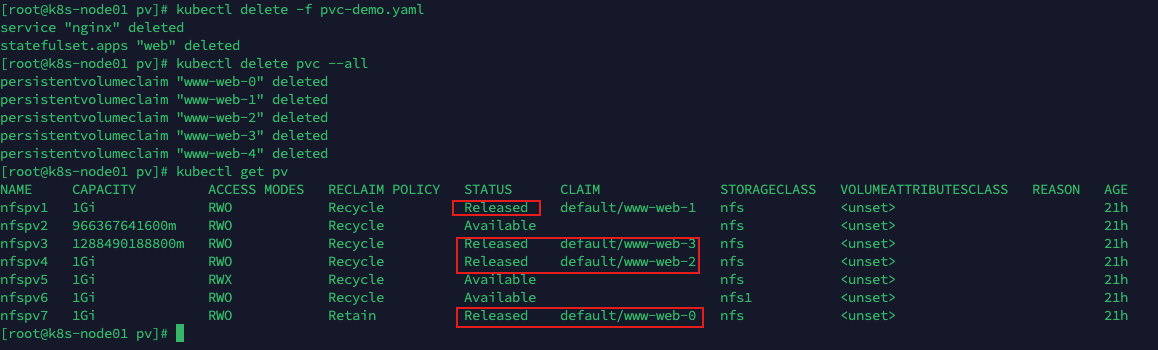 [root@k8s-node01 pv]# kubectl delete -f pvc-demo.yaml
service "nginx" deleted
statefulset.apps "web" deleted
[root@k8s-node01 pv]# kubectl delete pvc --all
persistentvolumeclaim "www-web-0" deleted
persistentvolumeclaim "www-web-1" deleted
persistentvolumeclaim "www-web-2" deleted
persistentvolumeclaim "www-web-3" deleted
persistentvolumeclaim "www-web-4" deleted
[root@k8s-node01 pv]# kubectl get pv
NAME     CAPACITY         ACCESS MODES   RECLAIM POLICY   STATUS      CLAIM               STORAGECLASS   VOLUMEATTRIBUTESCLASS   REASON   AGE
nfspv1   1Gi              RWO            Recycle          Released    default/www-web-1   nfs            <unset>                          21h
nfspv2   966367641600m    RWO            Recycle          Available                       nfs            <unset>                          21h
nfspv3   1288490188800m   RWO            Recycle          Released    default/www-web-3   nfs            <unset>                          21h
nfspv4   1Gi              RWO            Recycle          Released    default/www-web-2   nfs            <unset>                          21h
nfspv5   1Gi              RWX            Recycle          Available                       nfs            <unset>                          21h
nfspv6   1Gi              RWO            Recycle          Available                       nfs1           <unset>                          21h
nfspv7   1Gi              RWO            Retain           Released    default/www-web-0   nfs            <unset>                          21h
[root@k8s-node01 pv]#